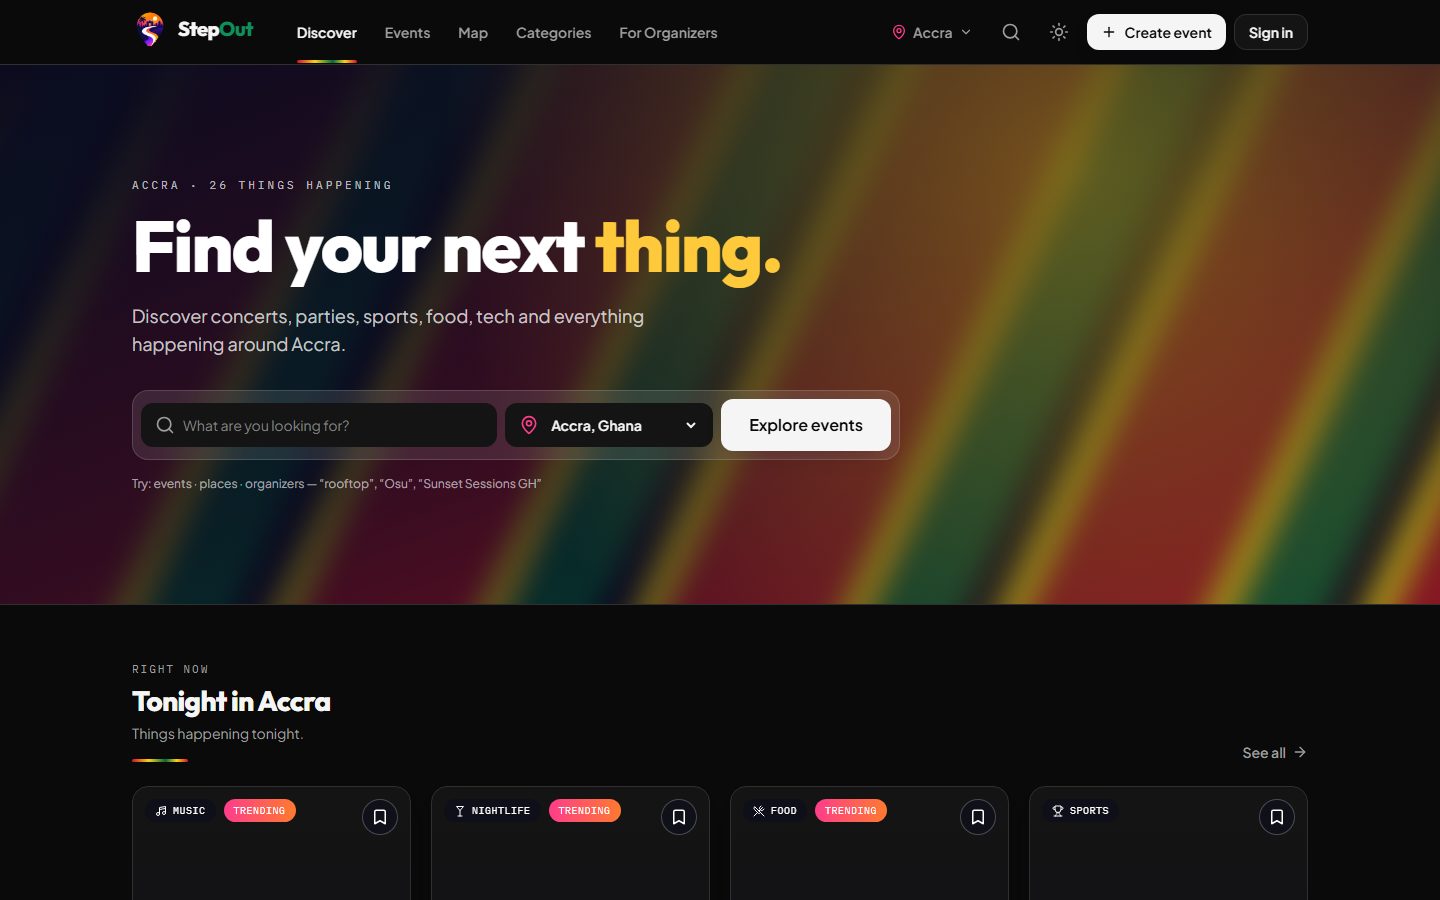 StepOut
Discover
Events
Map
Categories
For Organizers
Accra
Create event
Sign in
ACCRA · 26 THINGS HAPPENING
Find your next thing.
Discover concerts, parties, sports, food, tech and everything
happening around Accra.
What are you looking for?
Accra, Ghana
Explore events
Try: events · places · organizers — "rooftop", "Osu", "Sunset Sessions GH"
RIGHT NOW
Tonight in Accra
Things happening tonight.
See all
MUSIC
TRENDING
NIGHTLIFE
TRENDING
FOOD
TRENDING
SPORTS